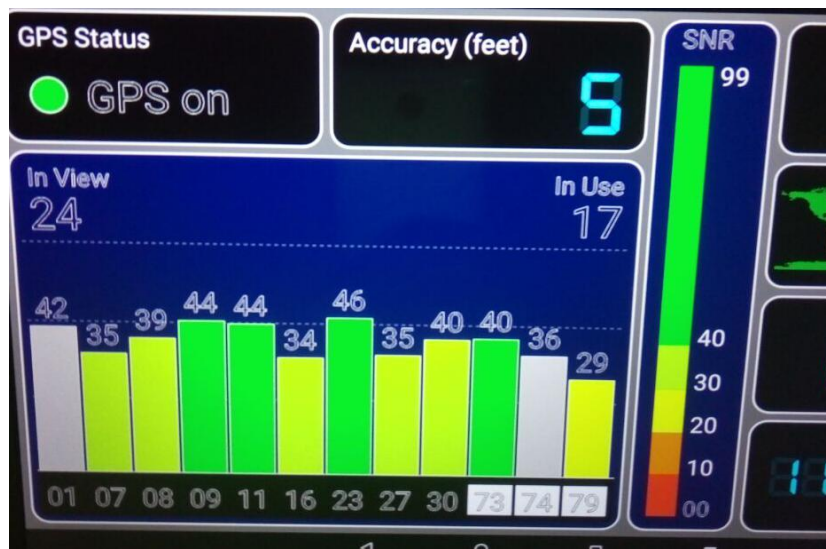 GPS Status
GPS on
Accuracy (feet)
5
SNR
99
40
30
20
10
00
In View
24
In Use
17
42 35 39 44 44 34 46 35 40 40 36 29
01 07 08 09 11 16 23 27 30 73 74 79